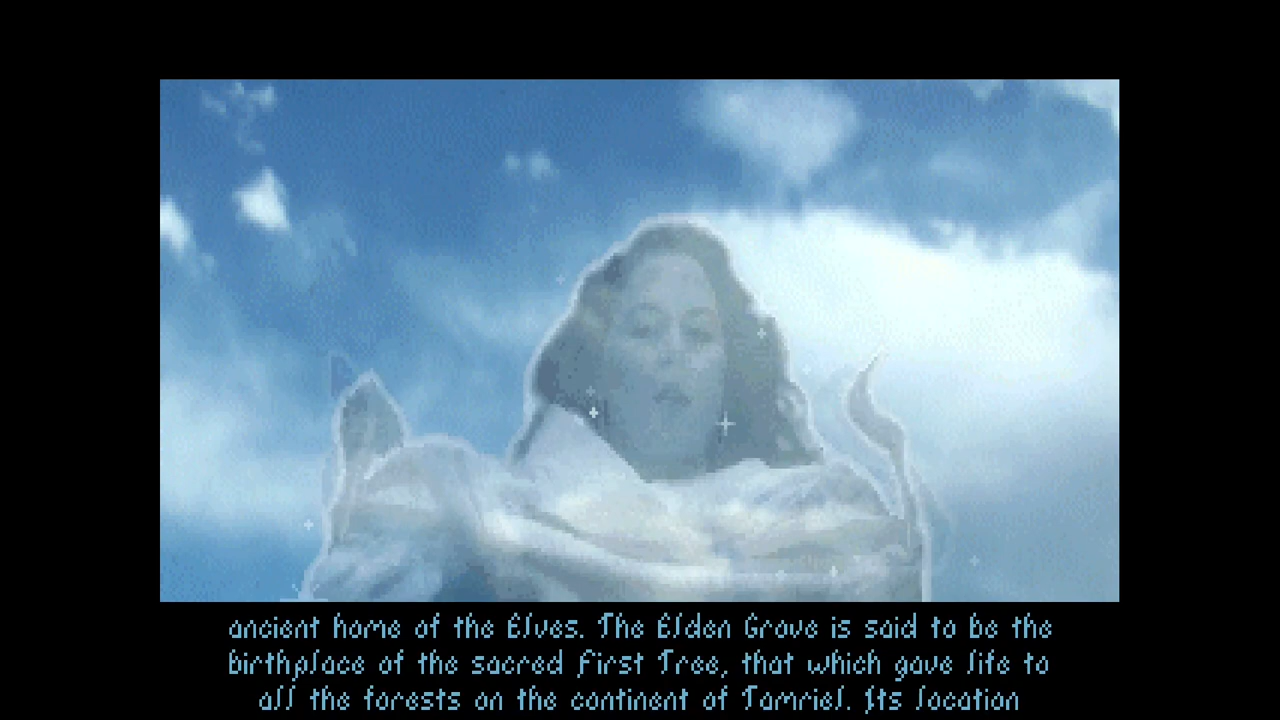 ancient home of the Elves. The Elden Grove is said to be the
birthplace of the sacred First Tree, that which gave life to
all the forests on the continent of Tamriel. Its location